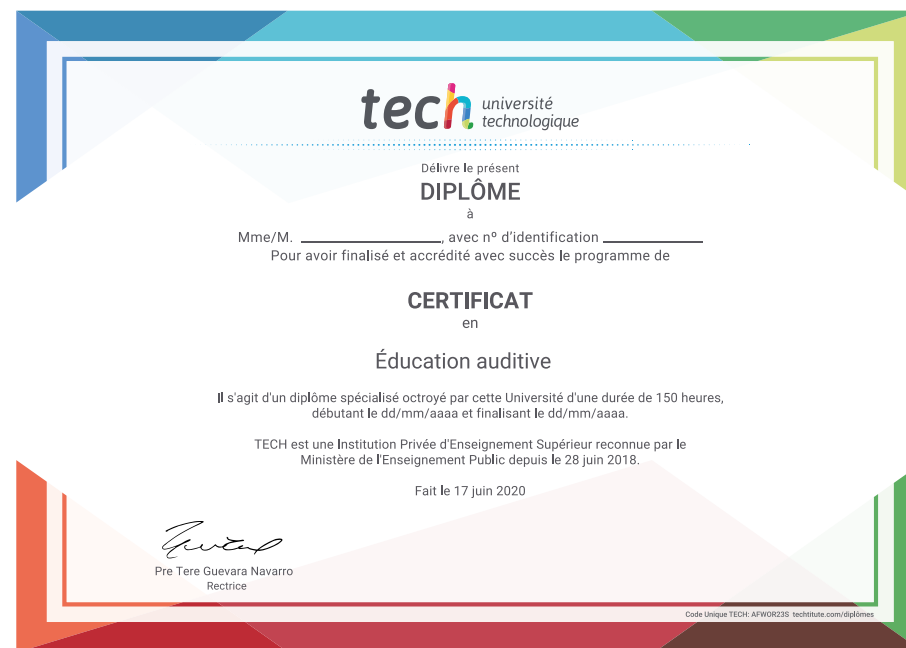 tech université
technologique
Délivre le présent
DIPLÔME
à
Mme/M. ____________________, avec nº d'identification ______________
Pour avoir finalisé et accrédité avec succès le programme de
CERTIFICAT
en
Éducation auditive
Il s'agit d'un diplôme spécialisé octroyé par cette Université d'une durée de 150 heures,
débutant le dd/mm/aaaa et finalisant le dd/mm/aaaa.
TECH est une Institution Privée d'Enseignement Supérieur reconnue par le
Ministère de l'Enseignement Public depuis le 28 juin 2018.
Fait le 17 juin 2020
Pre Tere Guevara Navarro
Rectrice
Code Unique TECH: AFWOR23S techtitute.com/diplômes